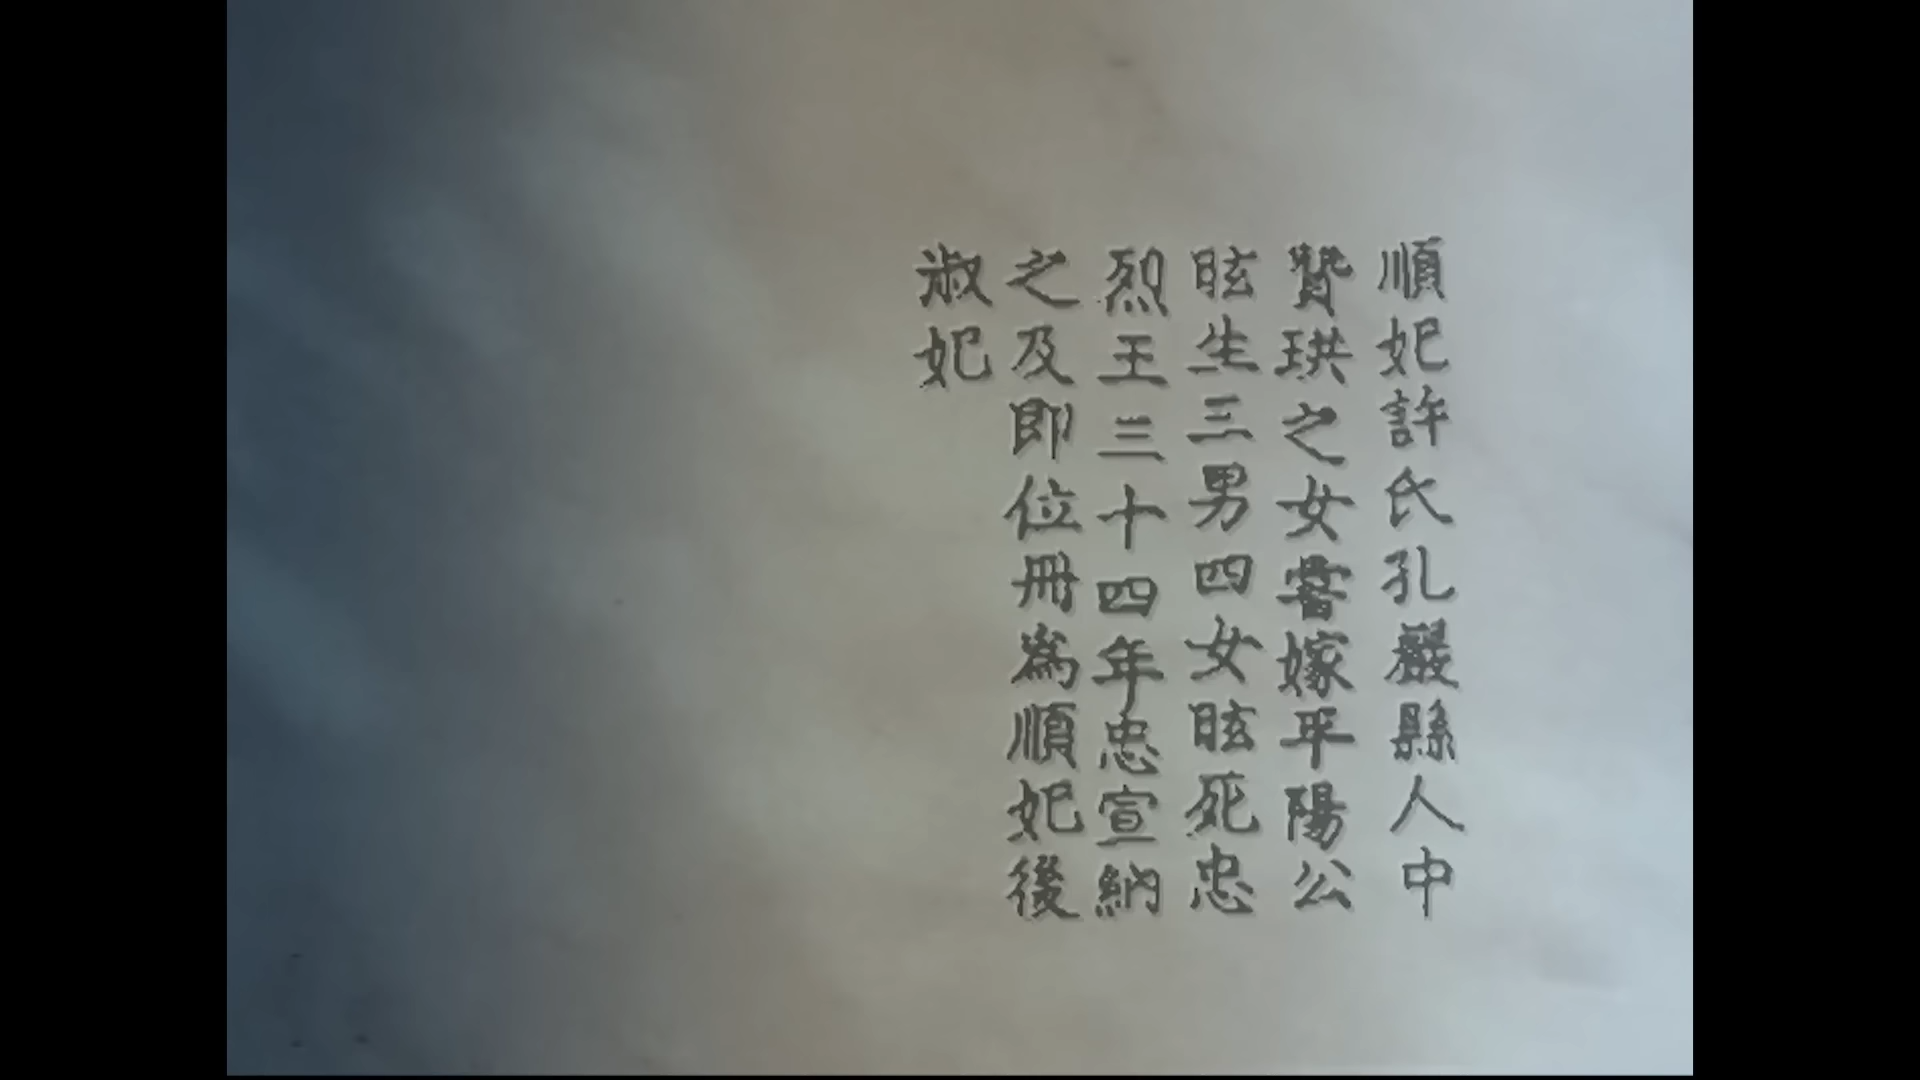 順妃許氏孔巖縣人中
贊珙之女嘗嫁平陽公
昡生三男四女昡死忠
烈王三十四年忠宣納
之及即位冊爲順妃後
淑妃